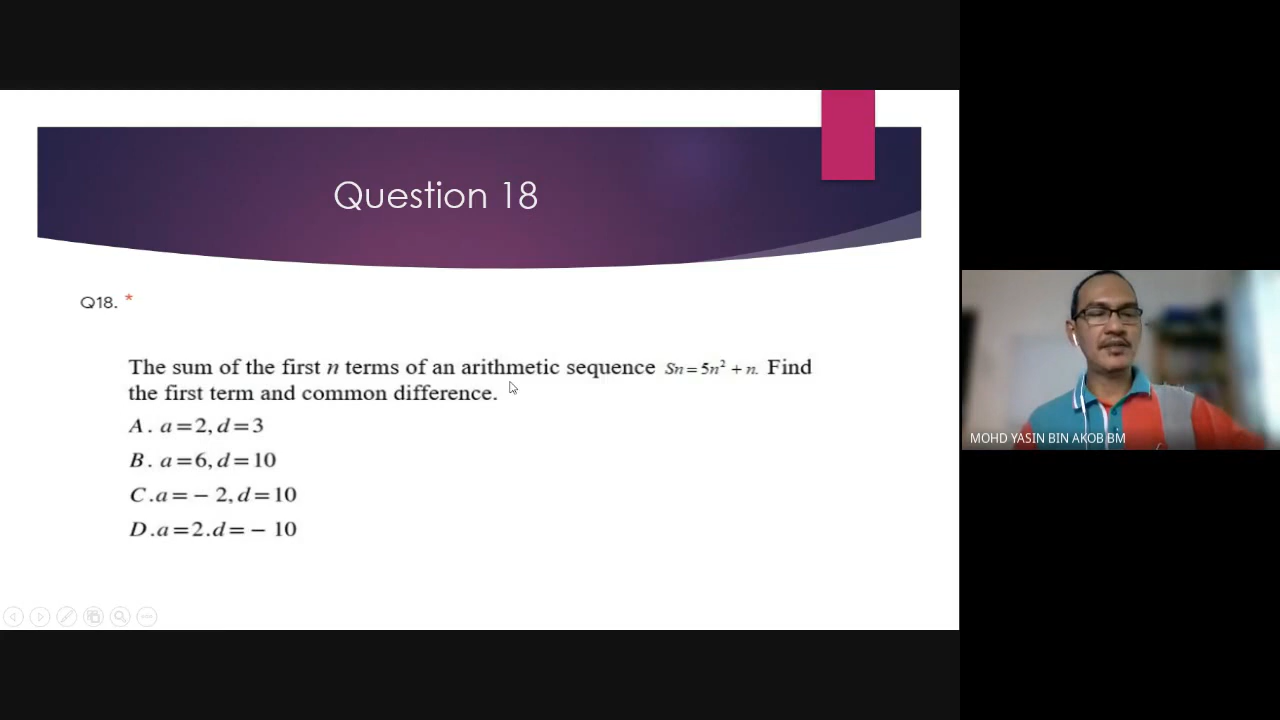 Question 18
Q18. *
The sum of the first n terms of an arithmetic sequence Sn = 5n² + n. Find
the first term and common difference.
A. a = 2, d = 3
B. a = 6, d = 10
C.a = − 2, d = 10
D.a = 2.d = − 10
MOHD YASIN BIN AKOB BM